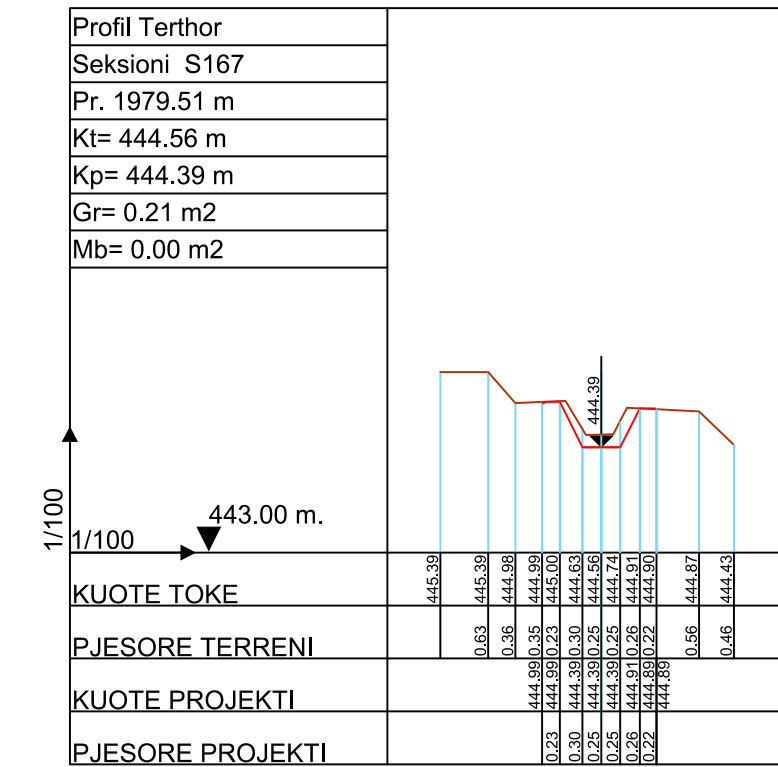 Profil Terthor
Seksioni S167
Pr. 1979.51 m
Kt= 444.56 m
Kp= 444.39 m
Gr= 0.21 m2
Mb= 0.00 m2
444.39
1/100
1/100
443.00 m.
KUOTE TOKE 445.39 445.39 444.98 444.99 445.00 444.63 444.56 444.74 444.91 444.90 444.87 444.43
PJESORE TERRENI 0.63 0.36 0.35 0.23 0.30 0.25 0.25 0.26 0.22 0.56 0.46
KUOTE PROJEKTI 444.99 444.99 444.39 444.39 444.39 444.91 444.89 444.89
PJESORE PROJEKTI 0.23 0.30 0.25 0.25 0.26 0.22